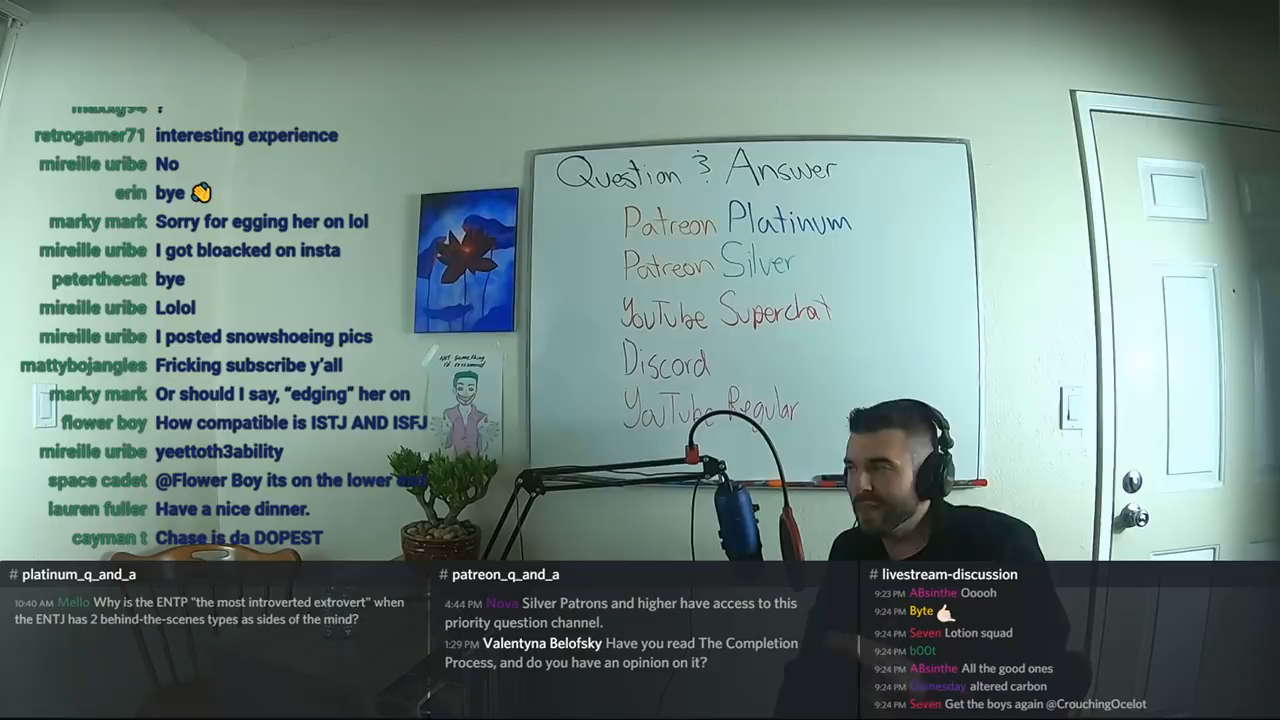 retrogamer71 interesting experience
mireille uribe No
erin bye 👋
marky mark Sorry for egging her on lol
mireille uribe I got bloacked on insta
peterthecat bye
mireille uribe Lolol
mireille uribe I posted snowshoeing pics
mattybojangles Fricking subscribe y'all
marky mark Or should I say, "edging" her on
flower boy How compatible is ISTJ AND ISFJ
mireille uribe yeettoth3ability
space cadet @Flower Boy its on the lower end
lauren fuller Have a nice dinner.
cayman t Chase is da DOPEST
Question & Answer
Patreon Platinum
Patreon Silver
YouTube Superchat
Discord
YouTube Regular
NOT something
I'd recommend
# platinum_q_and_a
10:40 AM Mello Why is the ENTP "the most introverted extrovert" when
the ENTJ has 2 behind-the-scenes types as sides of the mind?
# patreon_q_and_a
4:44 PM Nova Silver Patrons and higher have access to this
priority question channel.
1:29 PM Valentyna Belofsky Have you read The Completion
Process, and do you have an opinion on it?
# livestream-discussion
9:23 PM ABsinthe Ooooh
9:24 PM Byte 🤙🏻
9:24 PM Seven Lotion squad
9:24 PM b00t
9:24 PM ABsinthe All the good ones
9:24 PM altered carbon
9:24 PM Seven Get the boys again @CrouchingOcelot